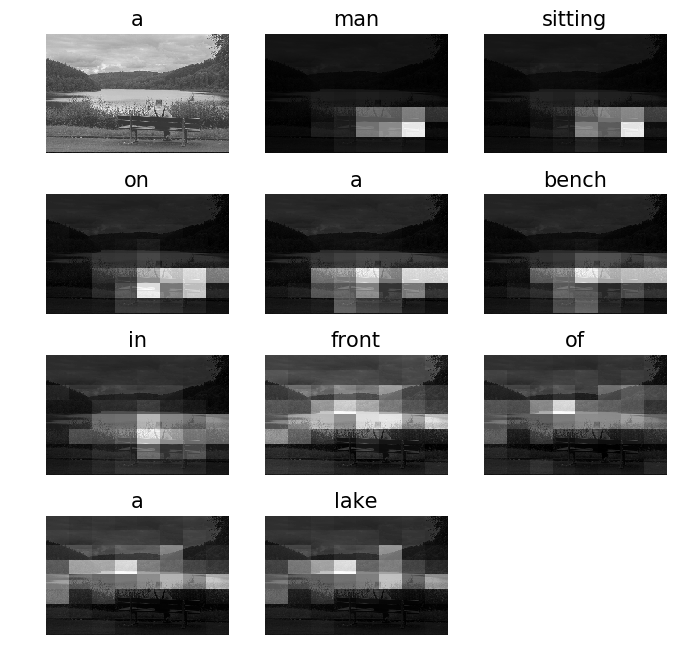 a man sitting
on a bench
in front of
a lake